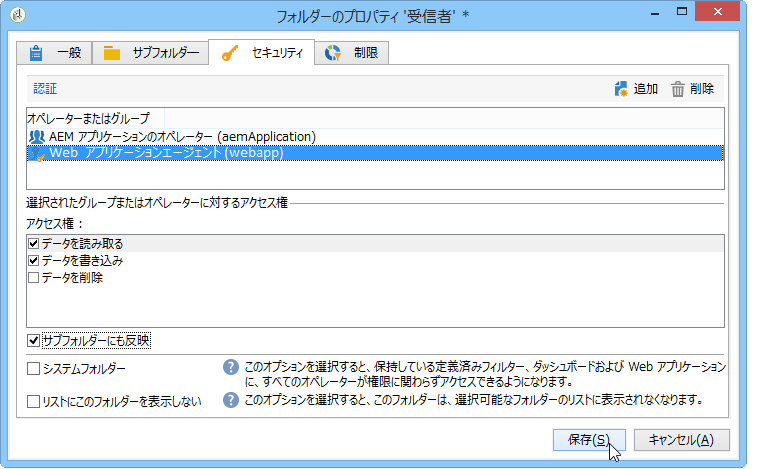 フォルダーのプロパティ '受信者' *
一般
サブフォルダー
セキュリティ
制限
認証
追加
削除
オペレーターまたはグループ
AEM アプリケーションのオペレーター (aemApplication)
Web アプリケーションエージェント (webapp)
選択されたグループまたはオペレーターに対するアクセス権
アクセス権：
データを読み取る
データを書き込み
データを削除
サブフォルダーにも反映
システムフォルダー
このオプションを選択すると、保持している定義済みフィルター、ダッシュボードおよび Web アプリケーション
に、すべてのオペレーターが権限に関わらずアクセスできるようになります。
リストにこのフォルダーを表示しない
このオプションを選択すると、このフォルダーは、選択可能なフォルダーのリストに表示されなくなります。
保存(S)
キャンセル(A)